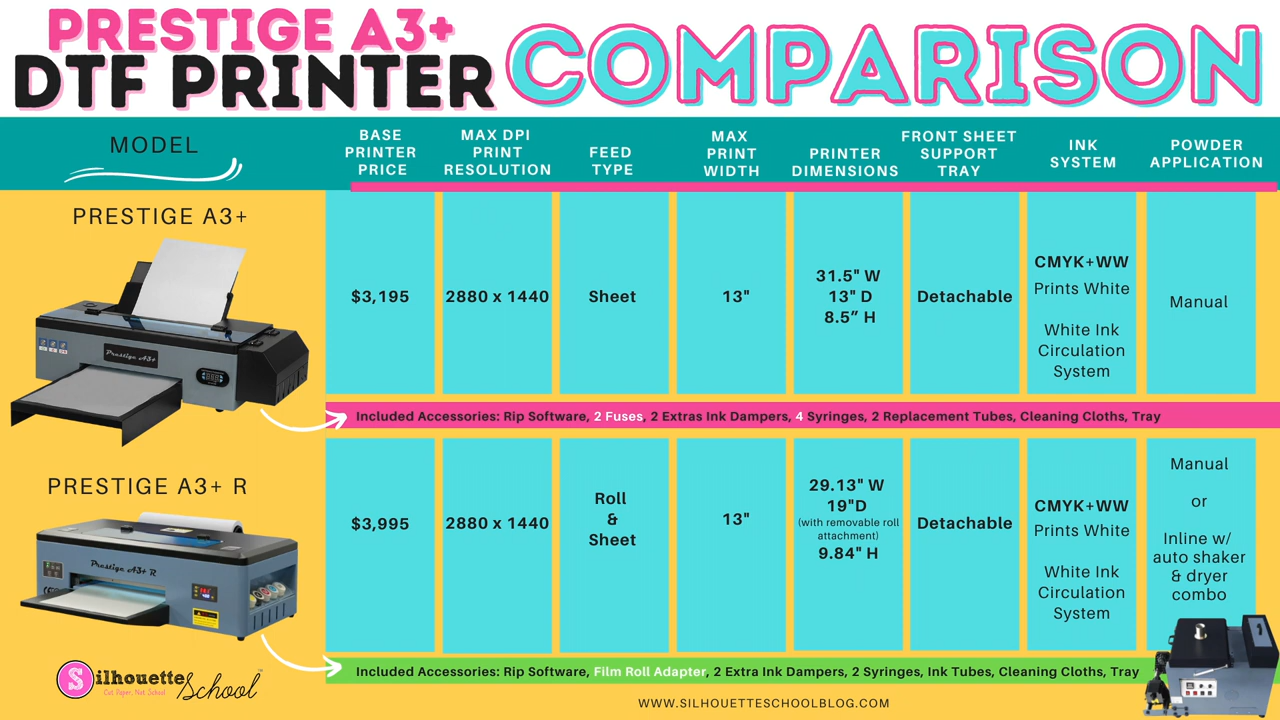 PRESTIGE A3+
DTF PRINTER
COMPARISON
MODEL
BASE
PRINTER
PRICE
MAX DPI
PRINT
RESOLUTION
FEED
TYPE
MAX
PRINT
WIDTH
PRINTER
DIMENSIONS
FRONT SHEET
SUPPORT
TRAY
INK
SYSTEM
POWDER
APPLICATION
PRESTIGE A3+
Prestige A3+
$3,195
2880 x 1440
Sheet
13"
31.5" W
13" D
8.5” H
Detachable
CMYK+WW
Prints White
White Ink
Circulation
System
Manual
Included Accessories: Rip Software, 2 Fuses, 2 Extras Ink Dampers, 4 Syringes, 2 Replacement Tubes, Cleaning Cloths, Tray
PRESTIGE A3+ R
Prestige A3+ R
$3,995
2880 x 1440
Roll
&
Sheet
13"
29.13" W
19"D
(with removable roll
attachment)
9.84" H
Detachable
CMYK+WW
Prints White
White Ink
Circulation
System
Manual
or
Inline w/
auto shaker
& dryer
combo
Included Accessories: Rip Software, Film Roll Adapter, 2 Extra Ink Dampers, 2 Syringes, Ink Tubes, Cleaning Cloths, Tray
Silhouette School
Cut Paper, Not School
WWW.SILHOUETTESCHOOLBLOG.COM